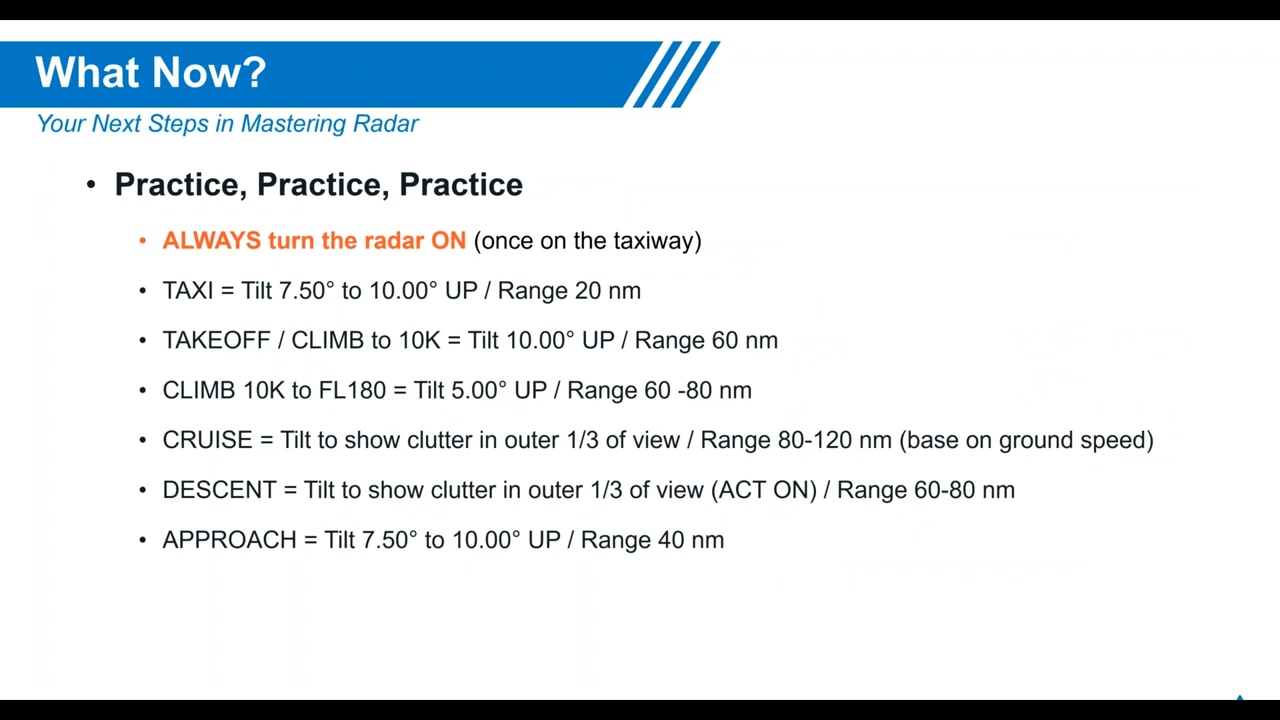 What Now?
Your Next Steps in Mastering Radar
• Practice, Practice, Practice
• ALWAYS turn the radar ON (once on the taxiway)
• TAXI = Tilt 7.50° to 10.00° UP / Range 20 nm
• TAKEOFF / CLIMB to 10K = Tilt 10.00° UP / Range 60 nm
• CLIMB 10K to FL180 = Tilt 5.00° UP / Range 60 -80 nm
• CRUISE = Tilt to show clutter in outer 1/3 of view / Range 80-120 nm (base on ground speed)
• DESCENT = Tilt to show clutter in outer 1/3 of view (ACT ON) / Range 60-80 nm
• APPROACH = Tilt 7.50° to 10.00° UP / Range 40 nm